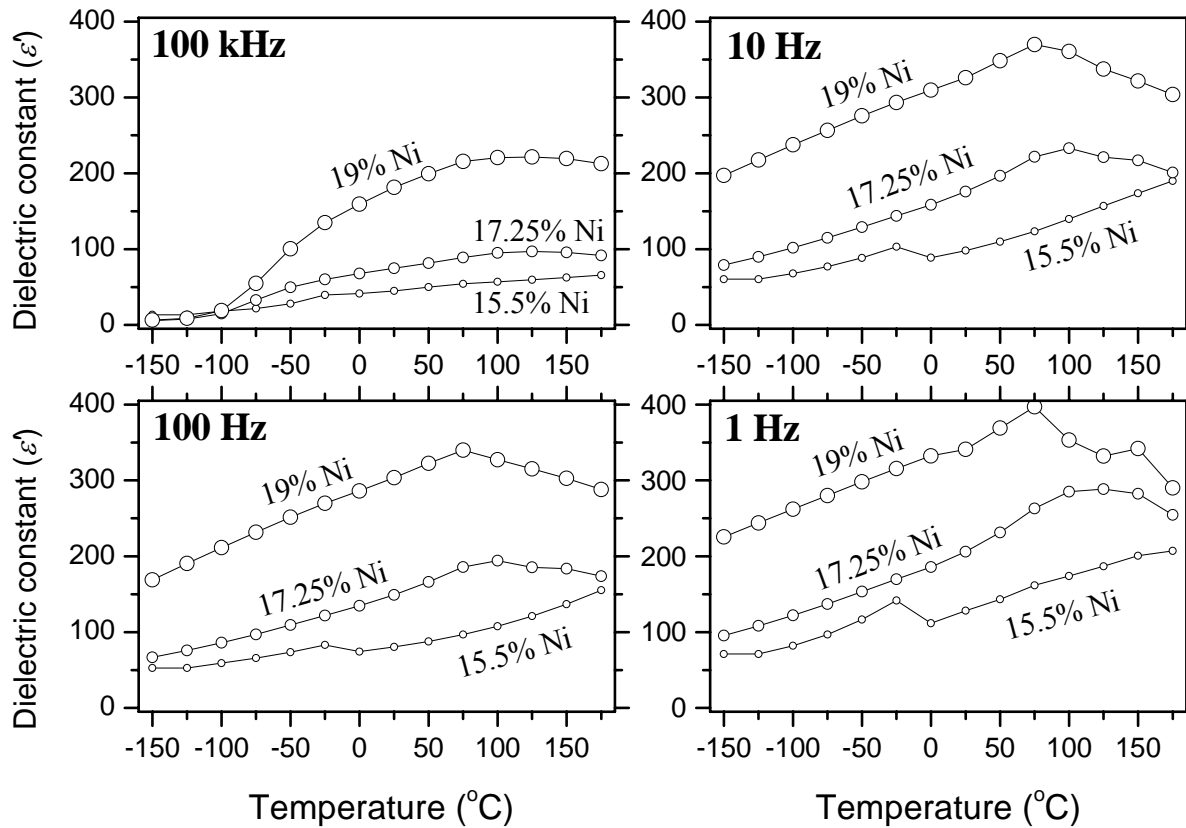 Dielectric constant (ε')
400
300
200
100
0
100 kHz
19% Ni
17.25% Ni
15.5% Ni
-150 -100 -50 0 50 100 150
400
300
200
100
0
10 Hz
19% Ni
17.25% Ni
15.5% Ni
-150 -100 -50 0 50 100 150
Dielectric constant (ε')
400
300
200
100
0
100 Hz
19% Ni
17.25% Ni
15.5% Ni
-150 -100 -50 0 50 100 150
Temperature (°C)
400
300
200
100
0
1 Hz
19% Ni
17.25% Ni
15.5% Ni
-150 -100 -50 0 50 100 150
Temperature (°C)